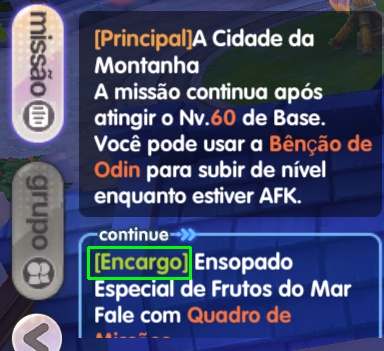 missão
[Principal]A Cidade da
Montanha
A missão continua após
atingir o Nv.60 de Base.
Você pode usar a Bênção de
Odin para subir de nível
enquanto estiver AFK.
grupo
continue
[Encargo] Ensopado
Especial de Frutos do Mar
Fale com Quadro de
Missões